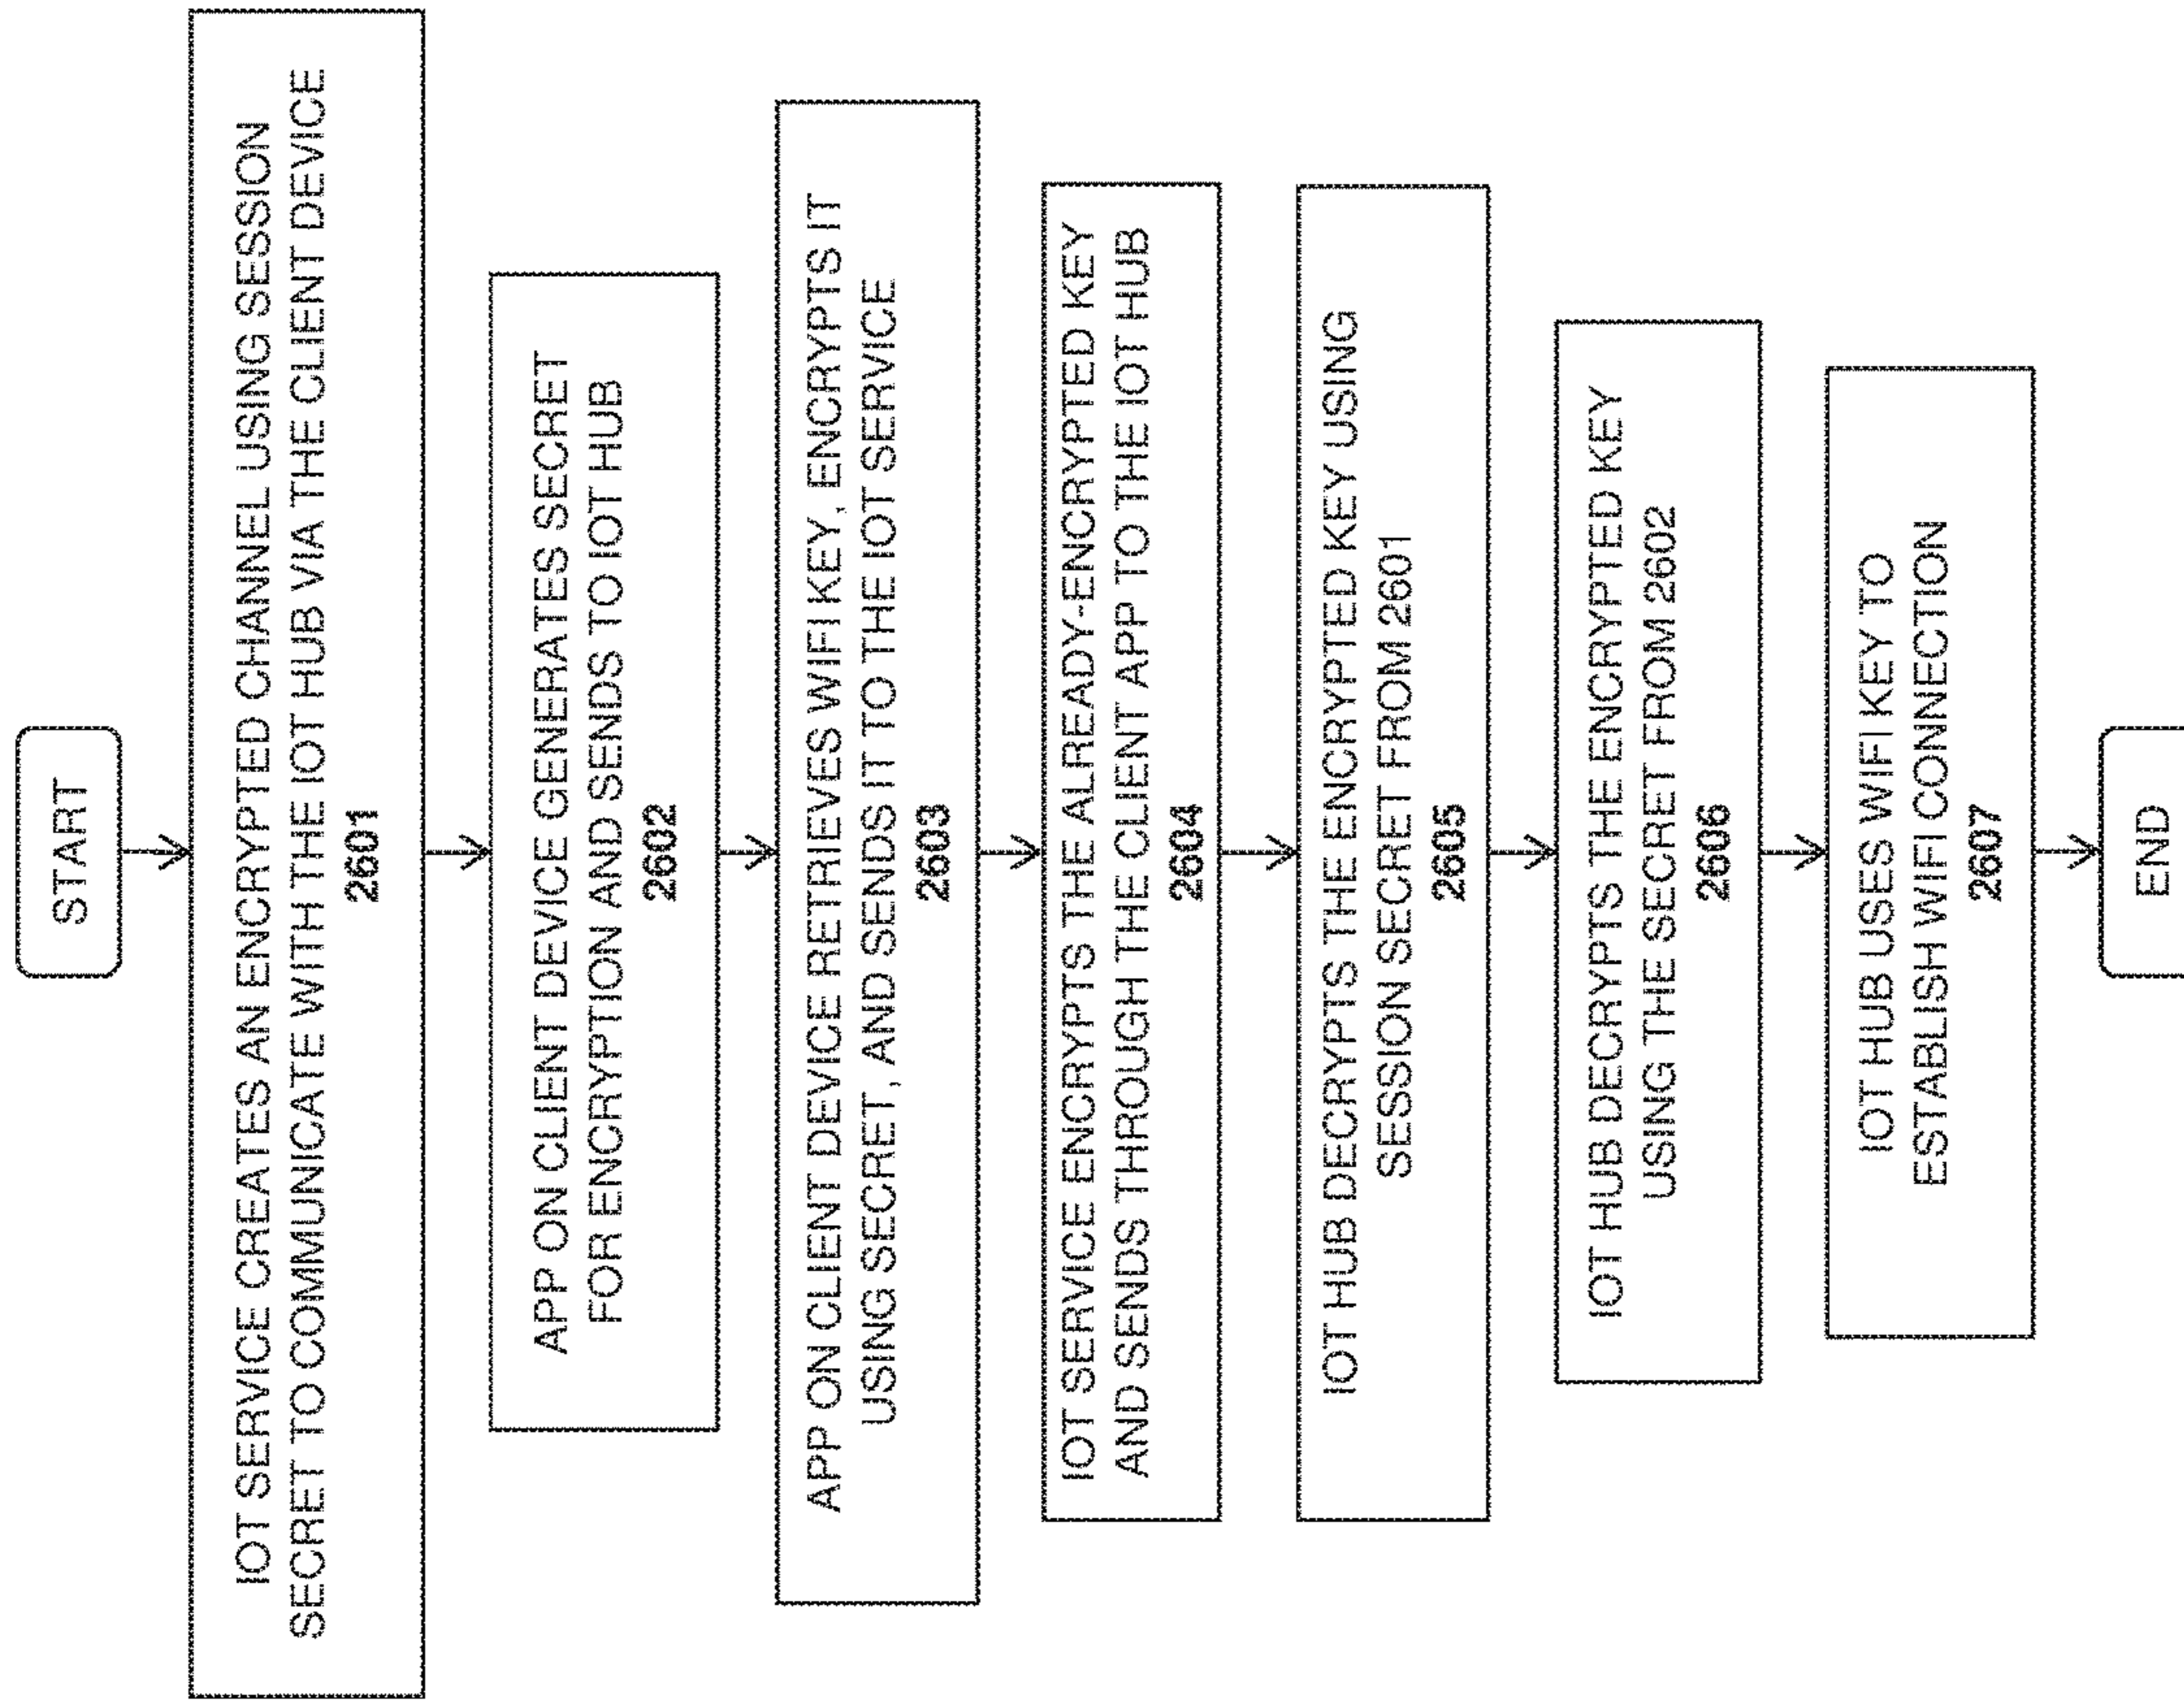 START
IOT SERVICE CREATES AN ENCRYPTED CHANNEL USING SESSION
SECRET TO COMMUNICATE WITH THE IOT HUB VIA THE CLIENT DEVICE
2601
APP ON CLIENT DEVICE GENERATES SECRET
FOR ENCRYPTION AND SENDS TO IOT HUB
2602
APP ON CLIENT DEVICE RETRIEVES WIFI KEY, ENCRYPTS IT
USING SECRET, AND SENDS IT TO THE IOT SERVICE
2603
IOT SERVICE ENCRYPTS THE ALREADY-ENCRYPTED KEY
AND SENDS THROUGH THE CLIENT APP TO THE IOT HUB
2604
IOT HUB DECRYPTS THE ENCRYPTED KEY USING
SESSION SECRET FROM 2601
2605
IOT HUB DECRYPTS THE ENCRYPTED KEY
USING THE SECRET FROM 2602
2606
IOT HUB USES WIFI KEY TO
ESTABLISH WIFI CONNECTION
2607
END